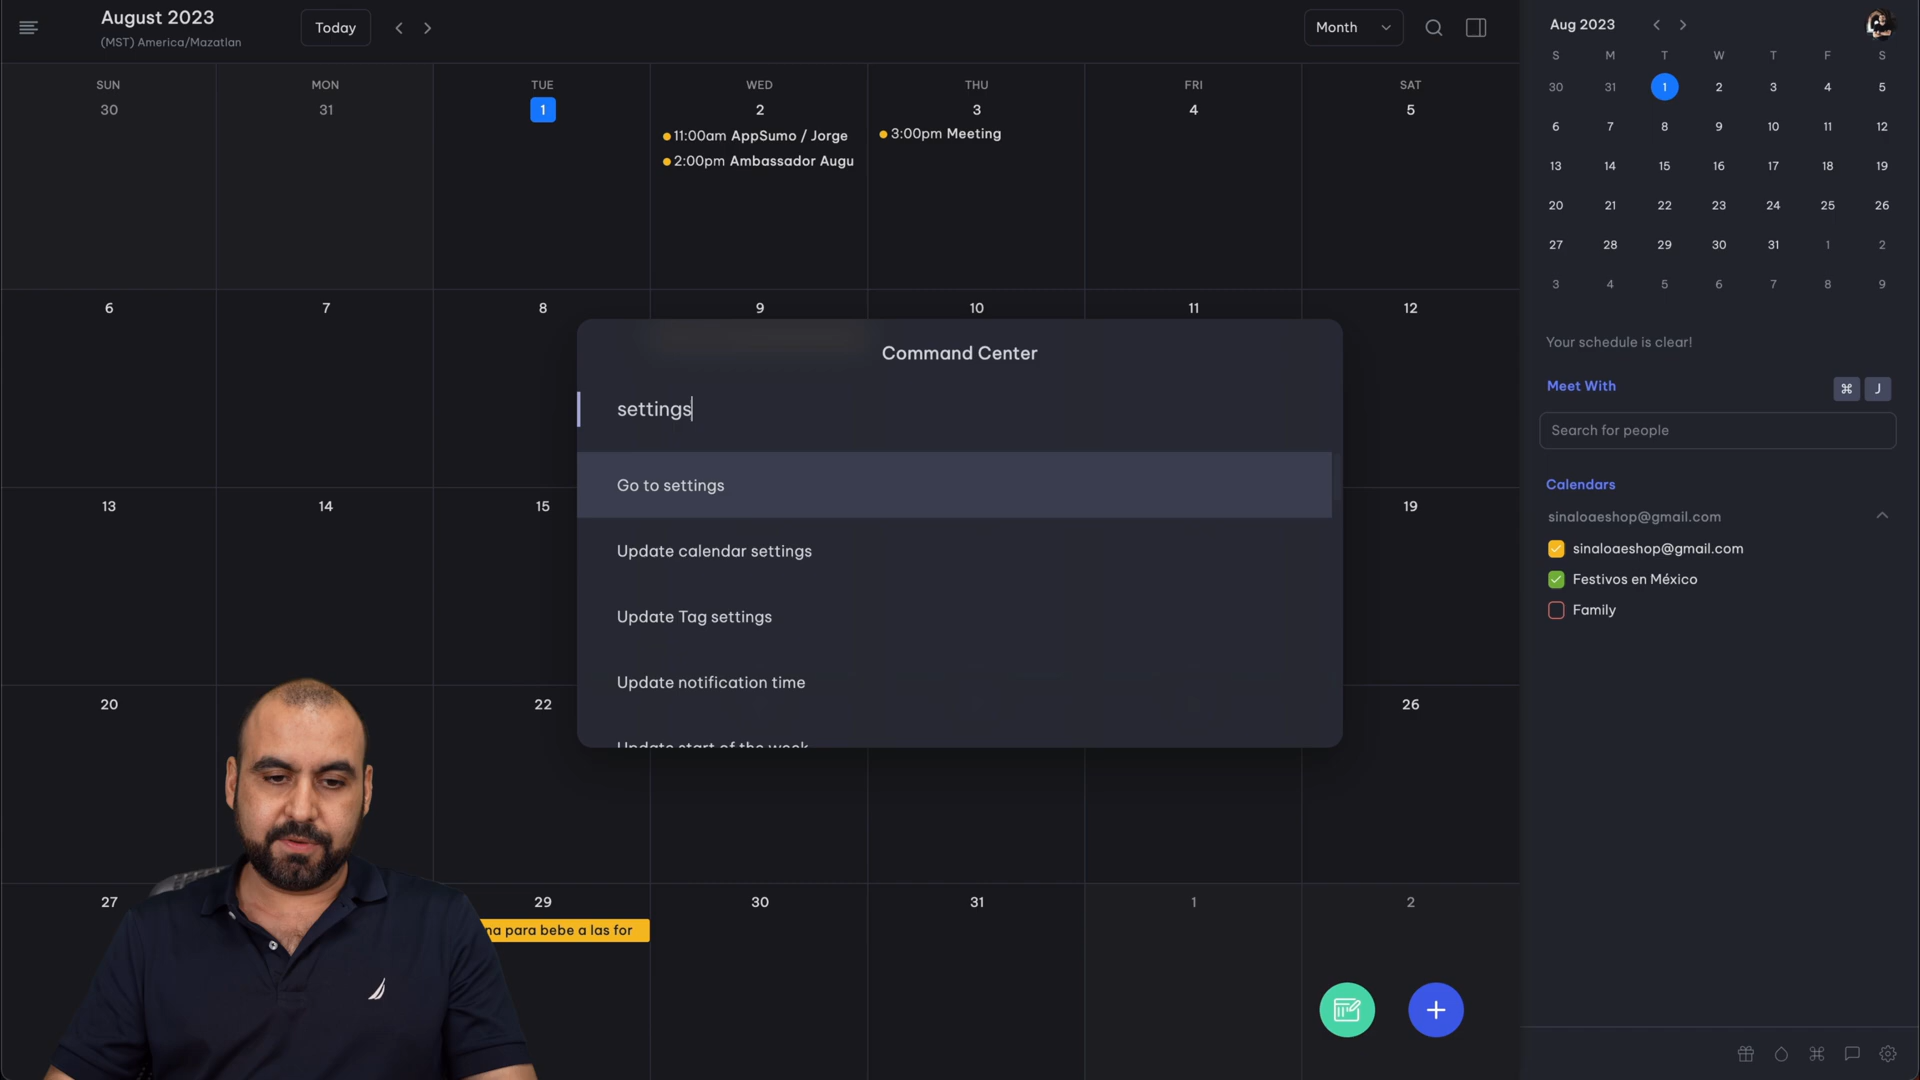 August 2023
(MST) America/Mazatlan
Today
Month
SUN MON TUE WED THU FRI SAT
30 31 1 2 3 4 5
11:00am AppSumo / Jorge
2:00pm Ambassador Augu
3:00pm Meeting
6 7 8 9 10 11 12
Command Center
settings
Go to settings
Update calendar settings
Update Tag settings
Update notification time
Update start of the week
13 14 15 19
20 22 26
27 29 30 31 1 2
na para bebe a las for
Aug 2023
S M T W T F S
30 31 1 2 3 4 5
6 7 8 9 10 11 12
13 14 15 16 17 18 19
20 21 22 23 24 25 26
27 28 29 30 31 1 2
3 4 5 6 7 8 9
Your schedule is clear!
Meet With ⌘ J
Search for people
Calendars
sinaloaeshop@gmail.com
sinaloaeshop@gmail.com
Festivos en México
Family